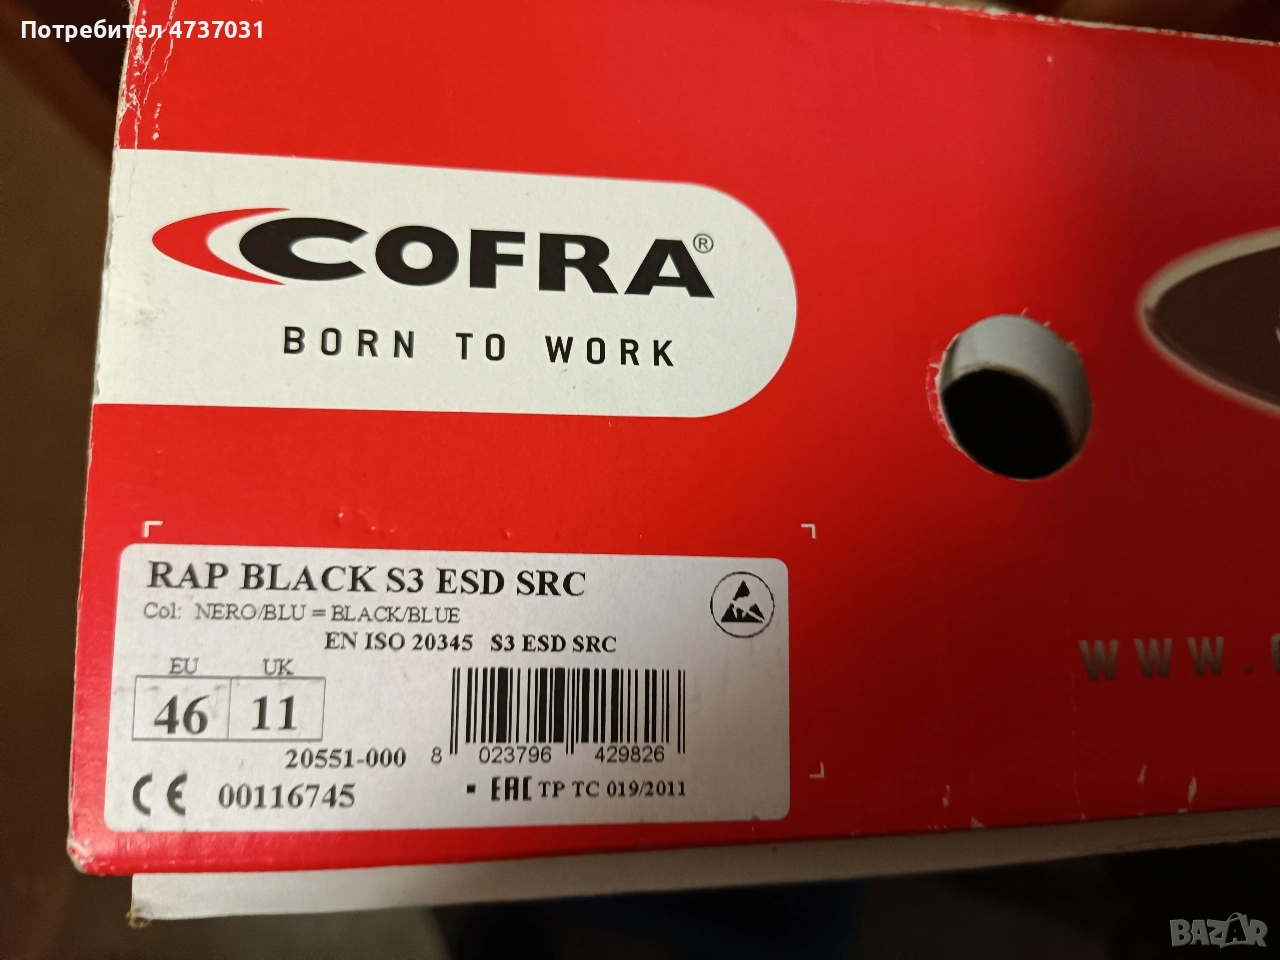 Потребител 4737031
COFRA®
BORN TO WORK
WWW.
RAP BLACK S3 ESD SRC
Col: NERO/BLU = BLACK/BLUE
EN ISO 20345 S3 ESD SRC
EU UK
46 11
20551-000 8 023796 429826
CE 00116745 EAC TP TC 019/2011
BAZAR